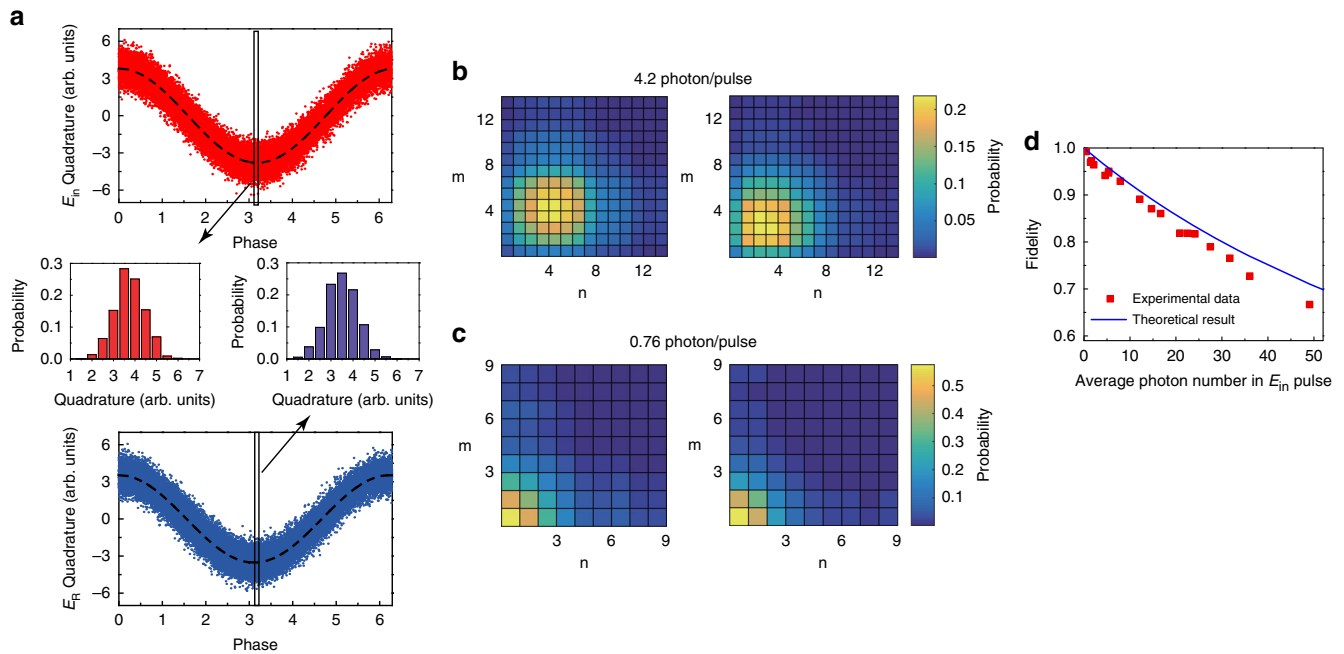 a
E_in Quadrature (arb. units)
6
3
0
−3
−6
0 1 2 3 4 5 6
Phase
Probability
0.3
0.2
0.1
0.0
1 2 3 4 5 6 7
Quadrature (arb. units)
Probability
0.3
0.2
0.1
0.0
1 2 3 4 5 6 7
Quadrature (arb. units)
E_R Quadrature (arb. units)
6
3
0
−3
−6
0 1 2 3 4 5 6
Phase
b
4.2 photon/pulse
12
8
m
4
4 8 12
n
12
8
m
4
4 8 12
n
0.2
0.15
0.1
0.05
Probability
c
0.76 photon/pulse
9
6
m
3
3 6 9
n
9
6
m
3
3 6 9
n
0.5
0.4
0.3
0.2
0.1
Probability
d
Fidelity
1.0
0.9
0.8
0.7
0.6
Experimental data
Theoretical result
0 10 20 30 40 50
Average photon number in E_in pulse